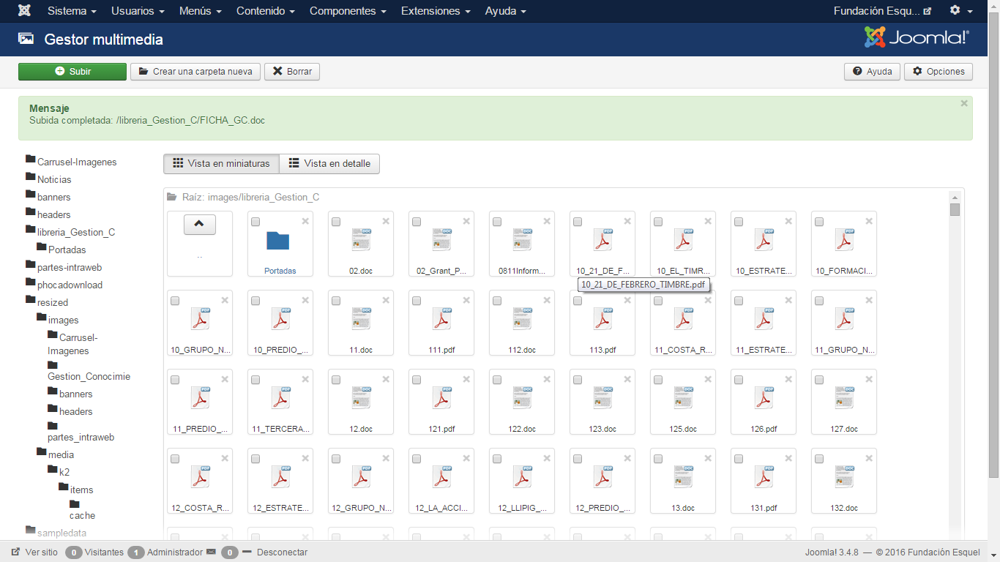 Sistema Usuarios Menús Contenido Componentes Extensiones Ayuda Fundación Esqu...
Gestor multimedia Joomla!®
Subir Crear una carpeta nueva Borrar Ayuda Opciones
Mensaje
Subida completada: /libreria_Gestion_C/FICHA_GC.doc
Carrusel-Imagenes
Noticias
banners
headers
libreria_Gestion_C
Portadas
partes-intraweb
phocadownload
resized
images
Carrusel-
Imagenes
Gestion_Conocimie
banners
headers
partes_intraweb
media
k2
items
cache
sampledata
Vista en miniaturas Vista en detalle
Raíz: images/libreria_Gestion_C
.. Portadas 02.doc 02_Grant_P... 0811Inform... 10_21_DE_F... 10_EL_TIMR... 10_ESTRATE... 10_FORMACI...
10_21_DE_FEBRERO_TIMBRE.pdf
10_GRUPO_N... 10_PREDIO_... 11.doc 111.pdf 112.doc 113.pdf 11_COSTA_R... 11_ESTRATE... 11_GRUPO_N...
11_PREDIO_... 11_TERCERA... 12.doc 121.pdf 122.doc 123.doc 125.doc 126.pdf 127.doc
12_COSTA_R... 12_ESTRATE... 12_GRUPO_N... 12_LA_ACCI... 12_LLIPIG_... 12_PREDIO_... 13.doc 131.pdf 132.doc
Ver sitio 0 Visitantes 1 Administrador 0 Desconectar Joomla! 3.4.8 — © 2016 Fundación Esquel